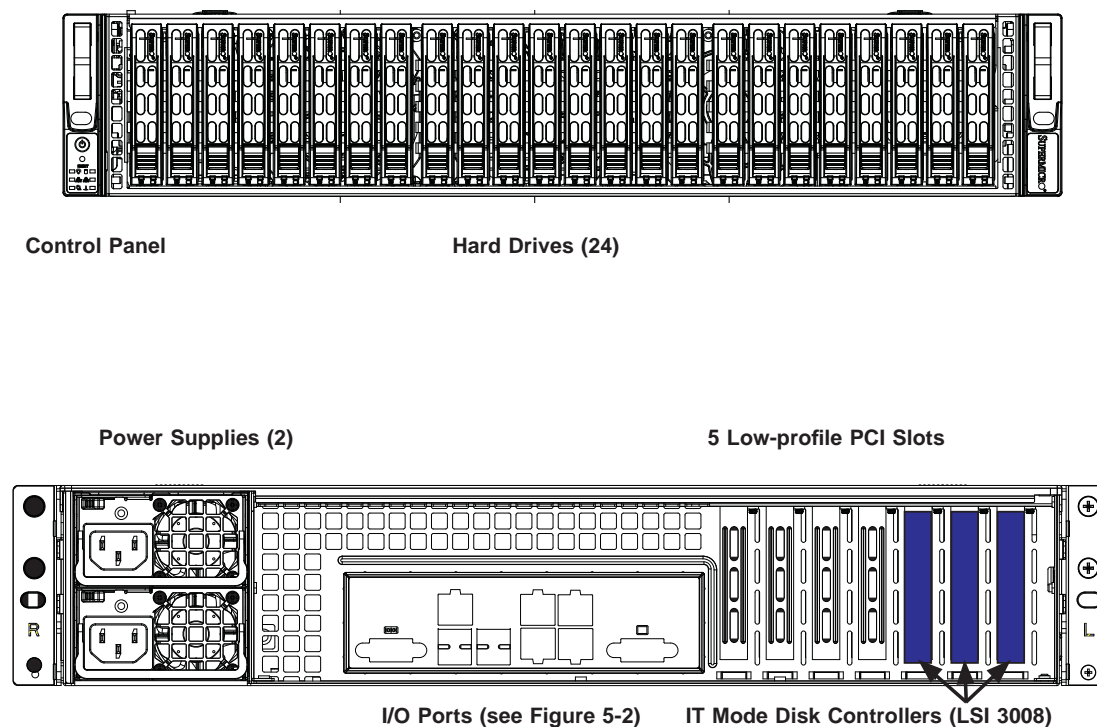 SUPERMICRO
Control Panel
Hard Drives (24)
Power Supplies (2)
5 Low-profile PCI Slots
R
L
I/O Ports (see Figure 5-2)
IT Mode Disk Controllers (LSI 3008)